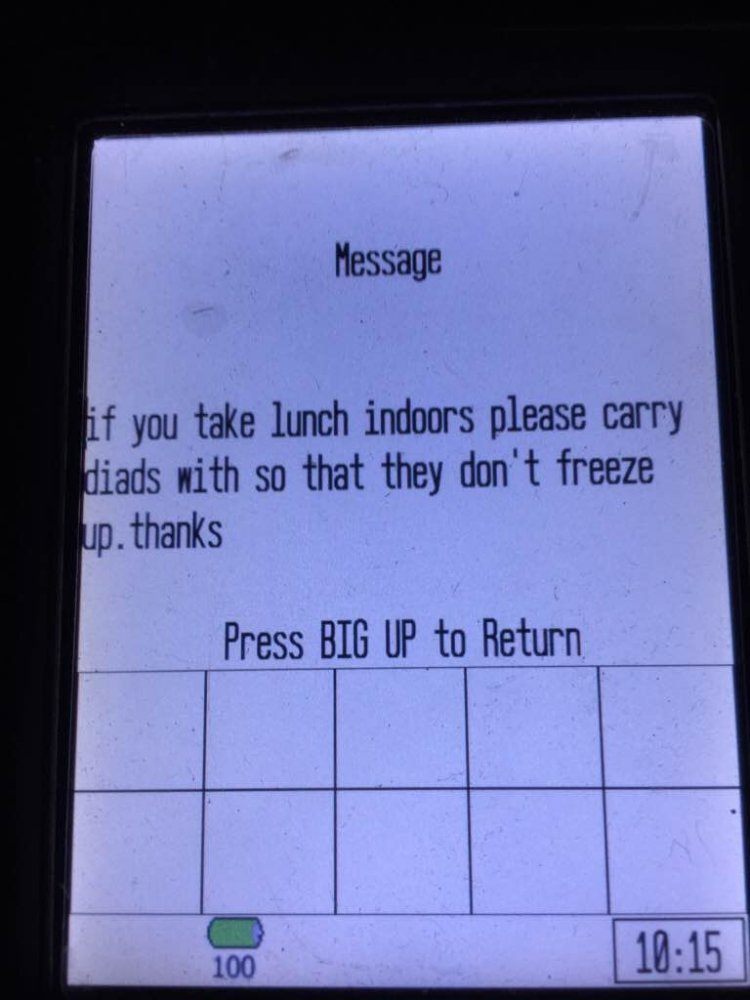 Message
if you take lunch indoors please carry
diads with so that they don't freeze
up.thanks
Press BIG UP to Return
100
10:15